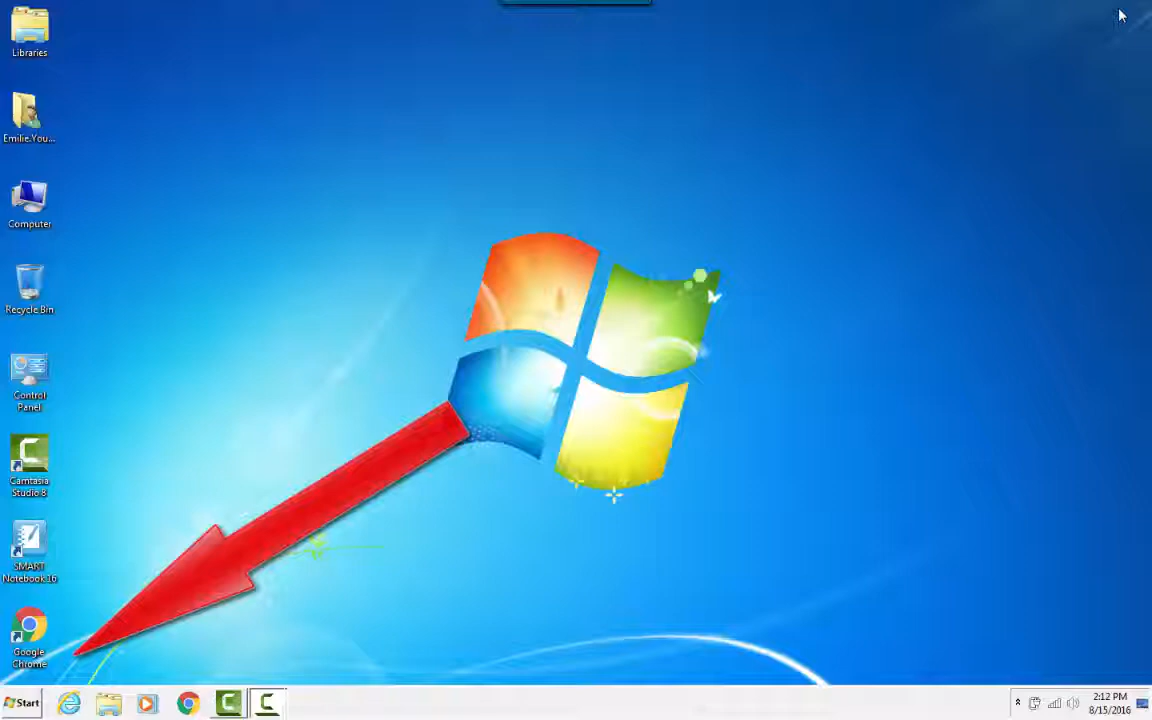 Libraries
Emilie.You...
Computer
Recycle Bin
Control
Panel
Camtasia
Studio 8
SMART
Notebook 16
Google
Chrome
Start
2:12 PM
8/15/2016